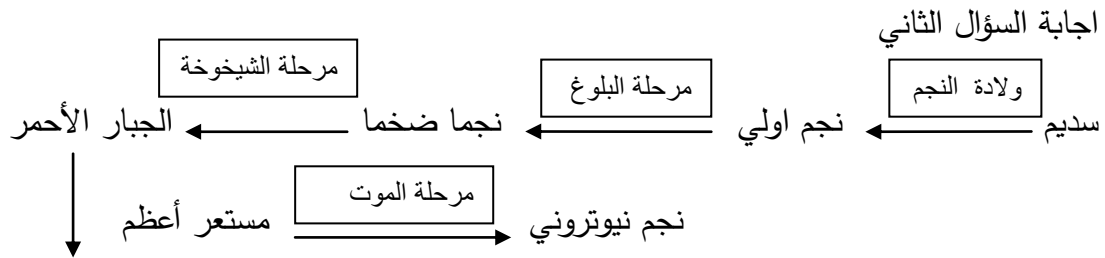 اجابة السؤال الثاني
ولادة النجم
مرحلة البلوغ
مرحلة الشيخوخة
سديم نجم اولي نجما ضخما الجبار الأحمر
مرحلة الموت
مستعر أعظم نجم نيوتروني